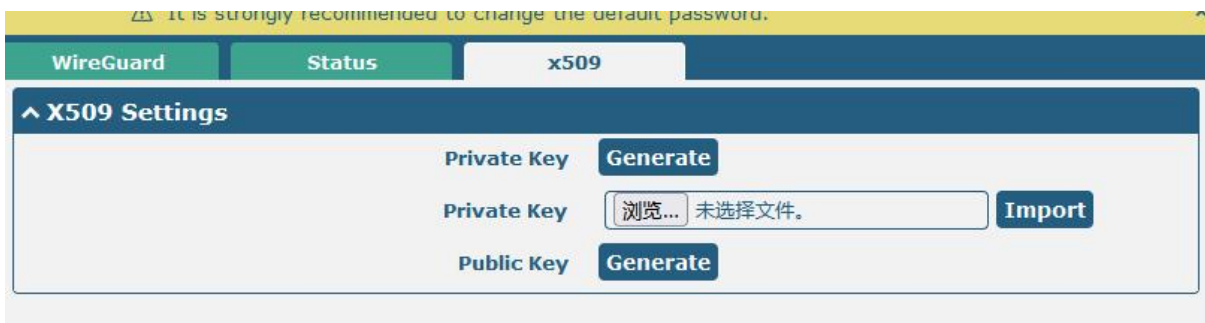 ⚠ It is strongly recommended to change the default password.
WireGuard Status x509
X509 Settings
Private Key Generate
Private Key 浏览... 未选择文件。 Import
Public Key Generate